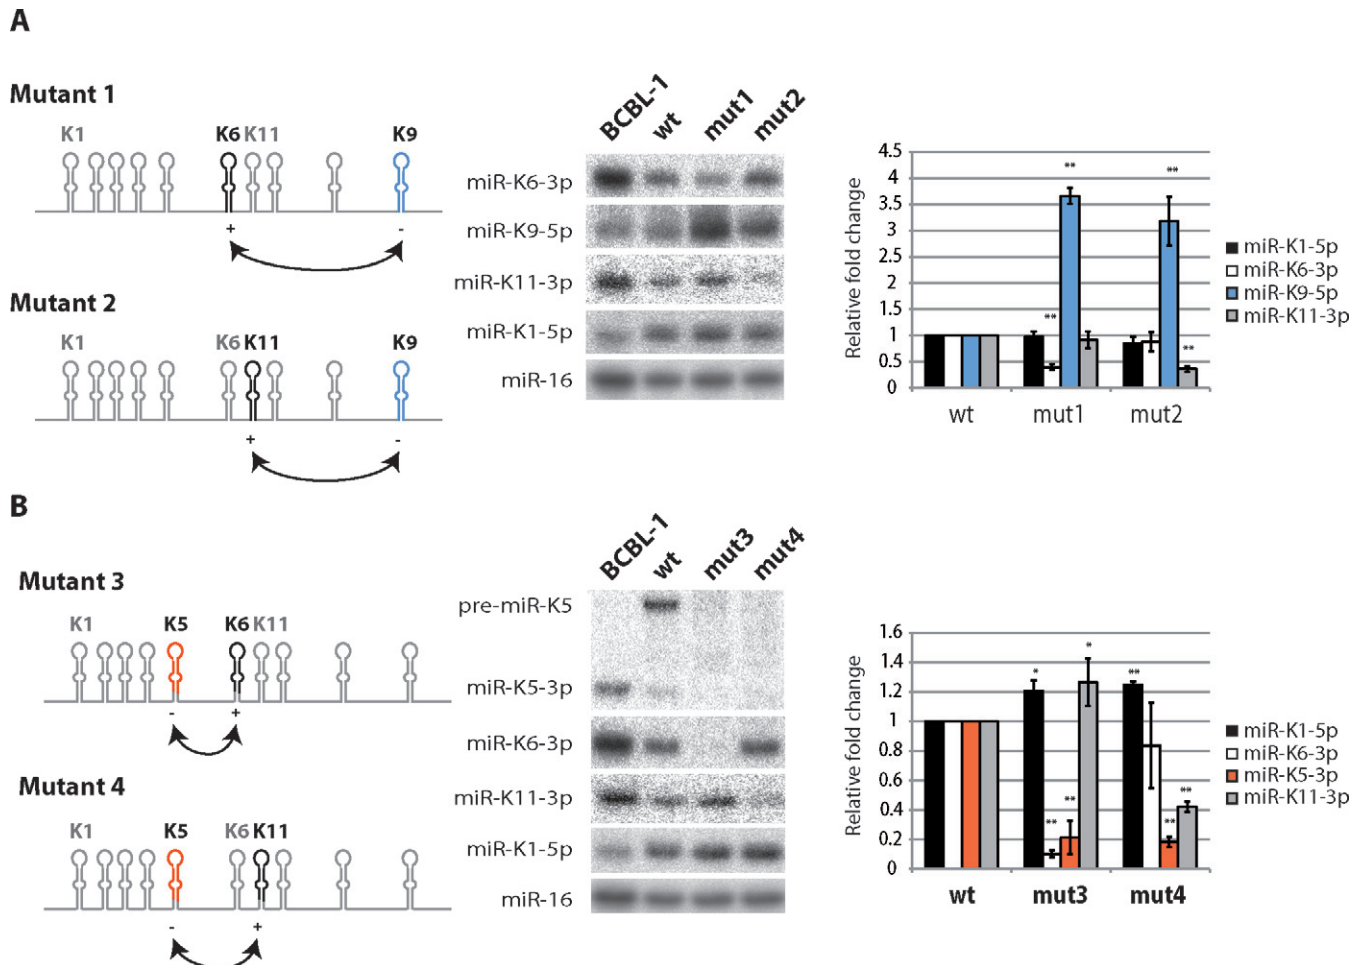 A
Mutant 1
K1 K6 K11 K9
+ -
Mutant 2
K1 K6 K11 K9
+ -
BCBL-1 wt mut1 mut2
miR-K6-3p
miR-K9-5p
miR-K11-3p
miR-K1-5p
miR-16
Relative fold change
4.5
4
3.5
3
2.5
2
1.5
1
0.5
0
** ** ** **
wt mut1 mut2
miR-K1-5p
miR-K6-3p
miR-K9-5p
miR-K11-3p
B
Mutant 3
K1 K5 K6 K11
- +
Mutant 4
K1 K5 K6 K11
- +
BCBL-1 wt mut3 mut4
pre-miR-K5
miR-K5-3p
miR-K6-3p
miR-K11-3p
miR-K1-5p
miR-16
Relative fold change
1.6
1.4
1.2
1
0.8
0.6
0.4
0.2
0
* ** ** * ** ** **
wt mut3 mut4
miR-K1-5p
miR-K6-3p
miR-K5-3p
miR-K11-3p